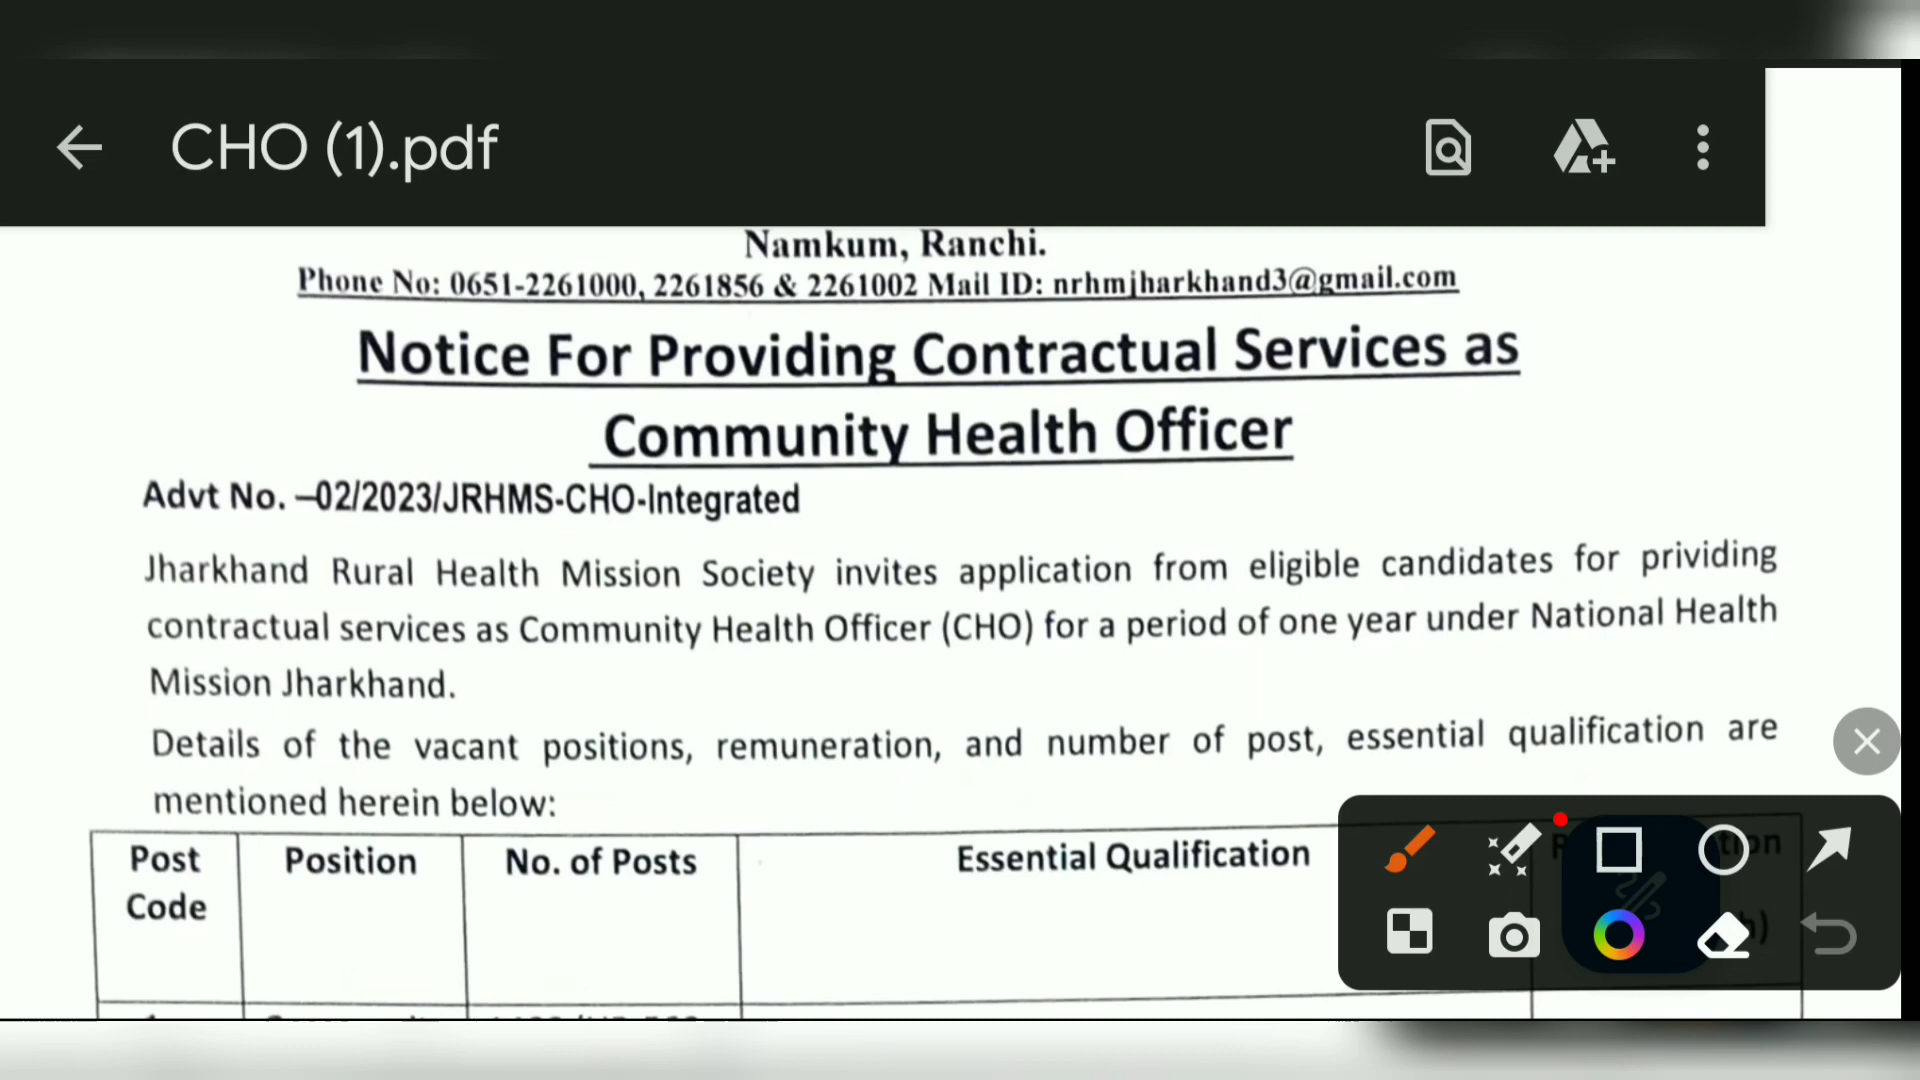 CHO (1).pdf
Namkum, Ranchi.
Phone No: 0651-2261000, 2261856 & 2261002 Mail ID: nrhmjharkhand3@gmail.com
Notice For Providing Contractual Services as
Community Health Officer
Advt No. –02/2023/JRHMS-CHO-Integrated
Jharkhand Rural Health Mission Society invites application from eligible candidates for prividing
contractual services as Community Health Officer (CHO) for a period of one year under National Health
Mission Jharkhand.
Details of the vacant positions, remuneration, and number of post, essential qualification are
mentioned herein below:
Post Code
Position
No. of Posts
Essential Qualification